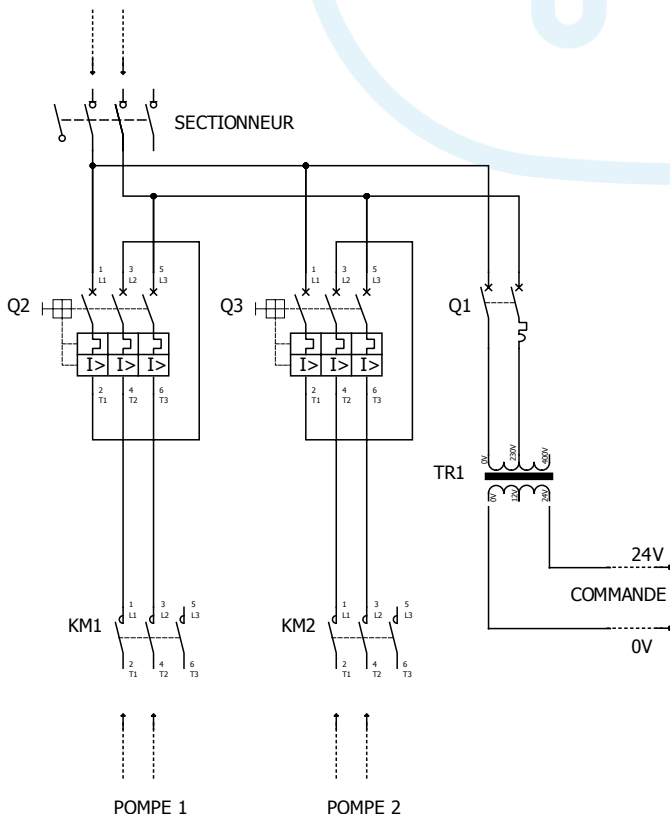 SECTIONNEUR
1 3 5
L1 L2 L3
1 3 5
L1 L2 L3
Q2
Q3
Q1
I> I> I>
I> I> I>
2 4 6
T1 T2 T3
2 4 6
T1 T2 T3
0V 230V 400V
TR1
0V 12V 24V
24V
COMMANDE
0V
1 3 5
L1 L2 L3
1 3 5
L1 L2 L3
KM1
KM2
2 4 6
T1 T2 T3
2 4 6
T1 T2 T3
POMPE 1
POMPE 2